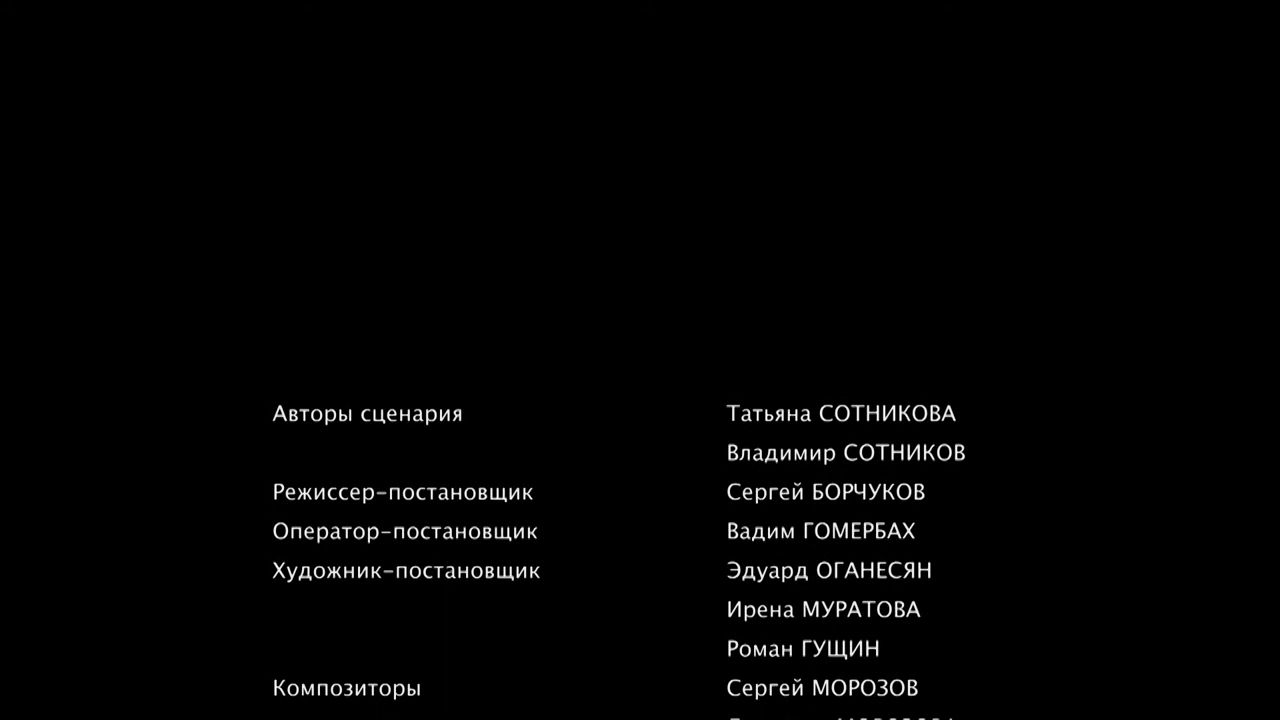 Авторы сценария Татьяна СОТНИКОВА
Владимир СОТНИКОВ
Режиссер-постановщик Сергей БОРЧУКОВ
Оператор-постановщик Вадим ГОМЕРБАХ
Художник-постановщик Эдуард ОГАНЕСЯН
Ирена МУРАТОВА
Роман ГУЩИН
Композиторы Сергей МОРОЗОВ